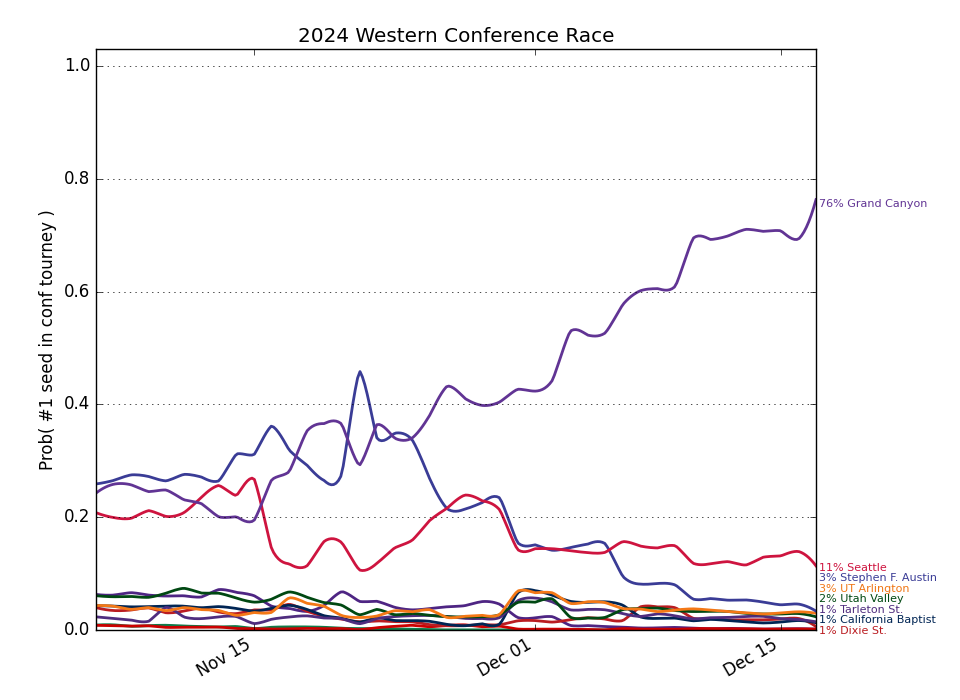 2024 Western Conference Race
Prob( #1 seed in conf tourney )
1.0
0.8
0.6
0.4
0.2
0.0
Nov 15
Dec 01
Dec 15
76% Grand Canyon
11% Seattle
3% Stephen F. Austin
3% UT Arlington
2% Utah Valley
1% Tarleton St.
1% California Baptist
1% Dixie St.